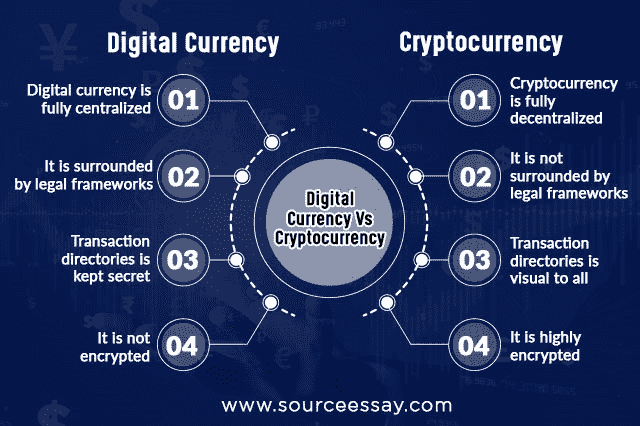 Digital Currency
Digital currency is
fully centralized
01
It is surrounded
by legal frameworks
02
Transaction
directories is
kept secret
03
It is not
encrypted
04
Digital
Currency Vs
Cryptocurrency
Cryptocurrency
01
Cryptocurrency
is fully
decentralized
02
It is not
surrounded by
legal frameworks
03
Transaction
directories is
visual to all
04
It is highly
encrypted
www.sourceessay.com